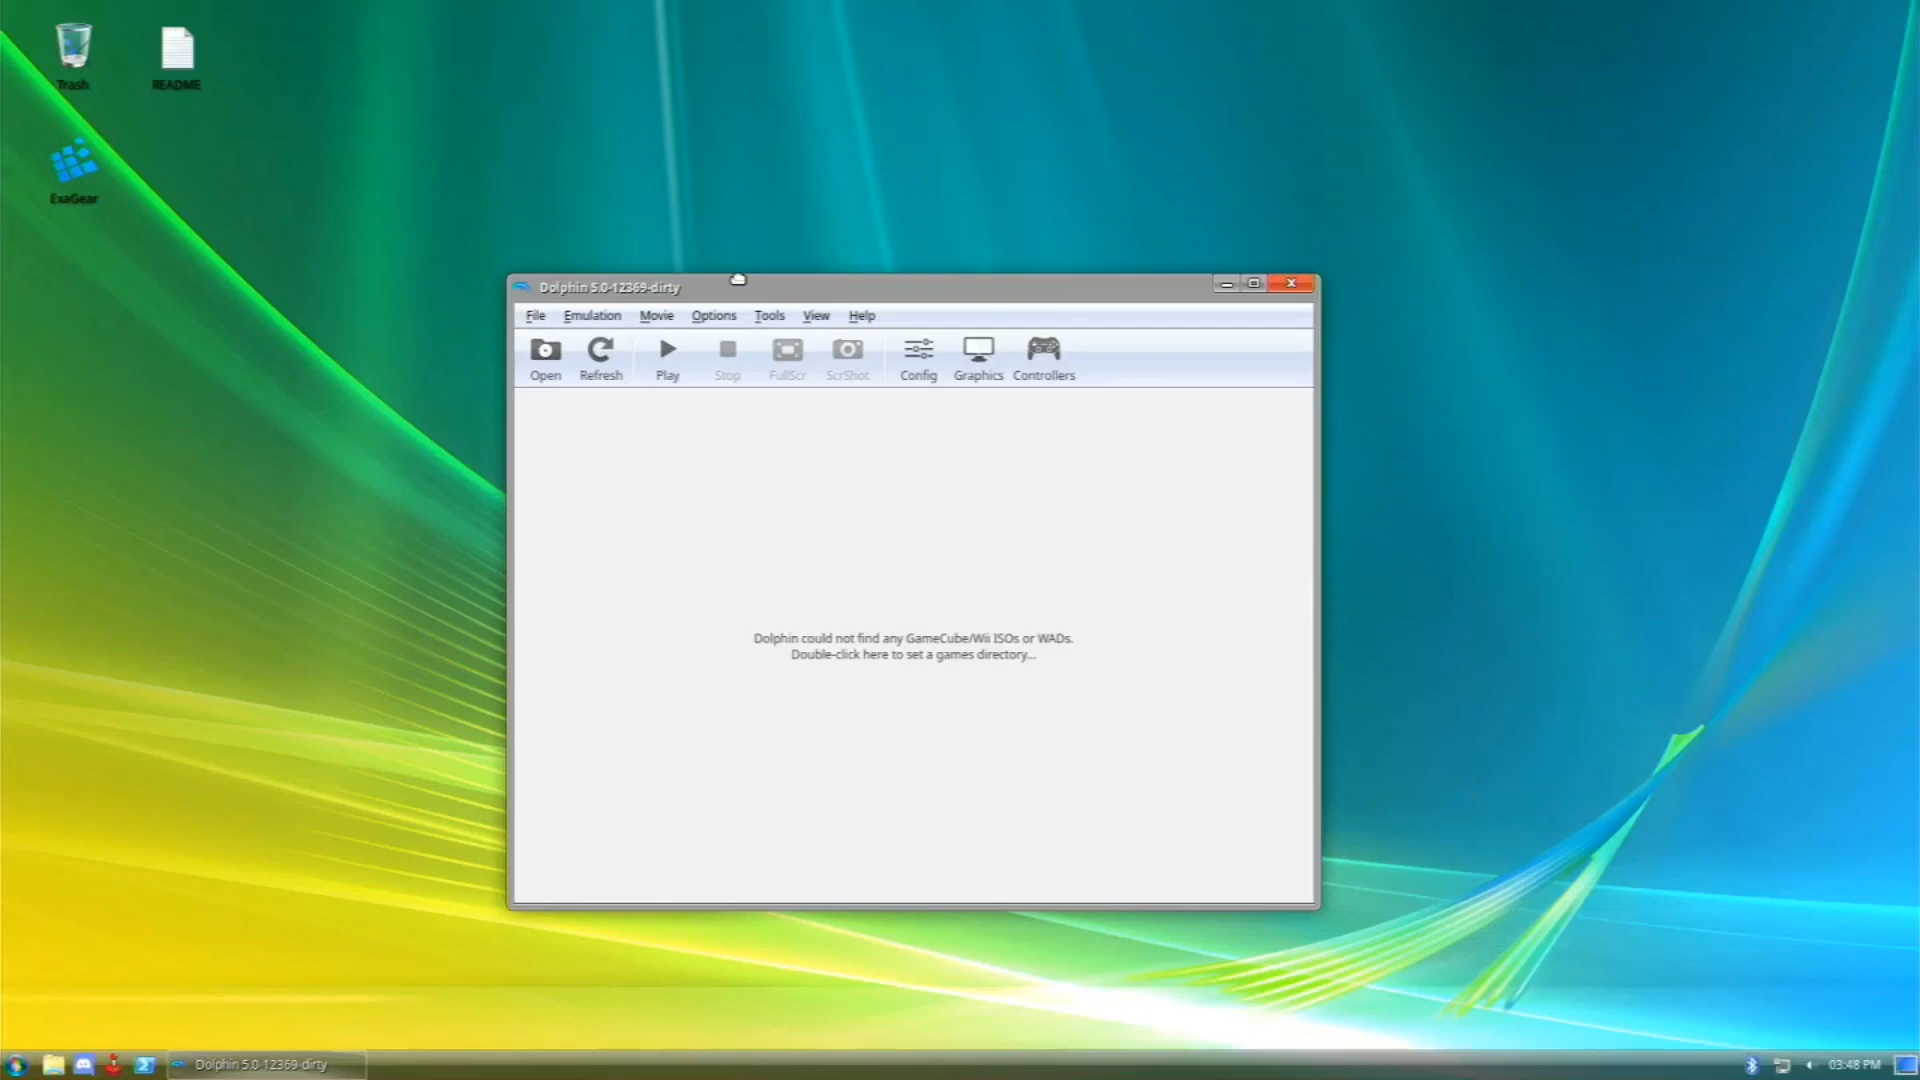 Trash
README
ExaGear
Dolphin 5.0-12369-dirty
File Emulation Movie Options Tools View Help
Open Refresh Play Stop FullScr ScrShot Config Graphics Controllers
Dolphin could not find any GameCube/Wii ISOs or WADs.
Double-click here to set a games directory...
Dolphin 5.0-12369-dirty
03:48 PM